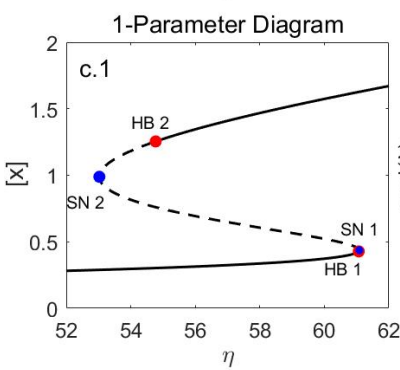 1-Parameter Diagram
c.1
2
1.5
1
0.5
0
[x]
HB 2
SN 2
SN 1
HB 1
52 54 56 58 60 62
η